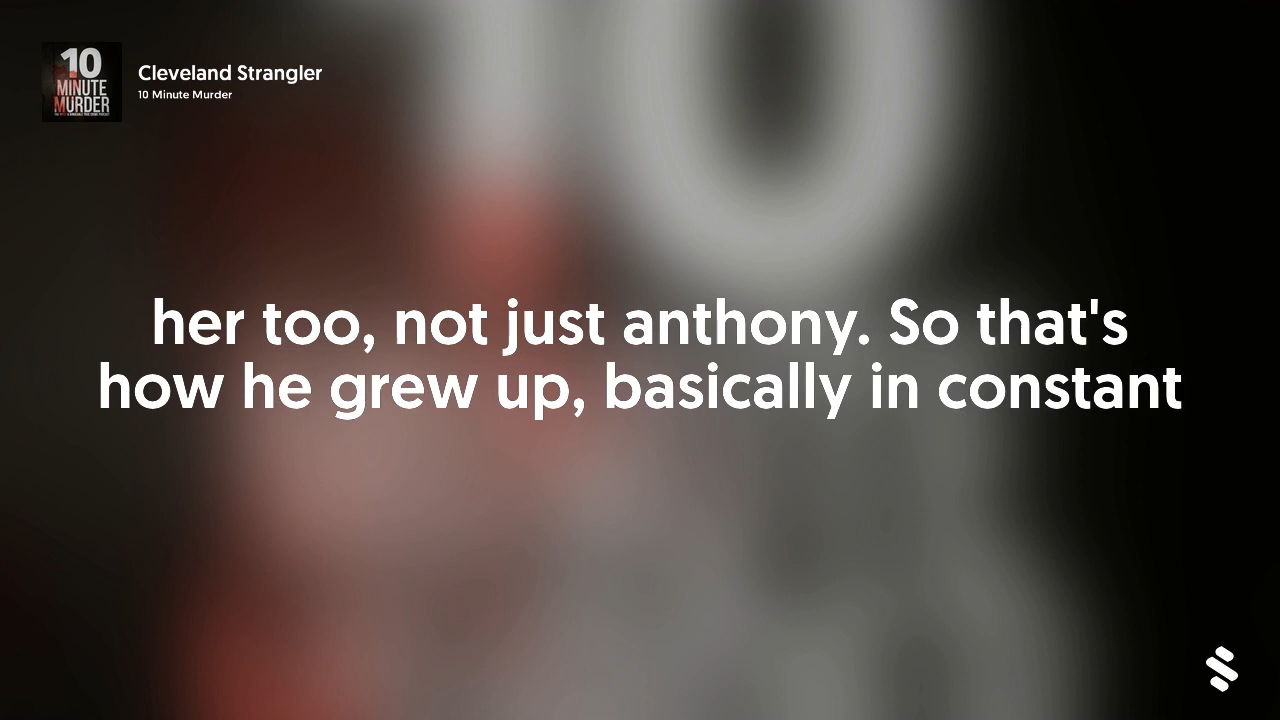 10
MINUTE
MURDER
Cleveland Strangler
10 Minute Murder
her too, not just anthony. So that's
how he grew up, basically in constant